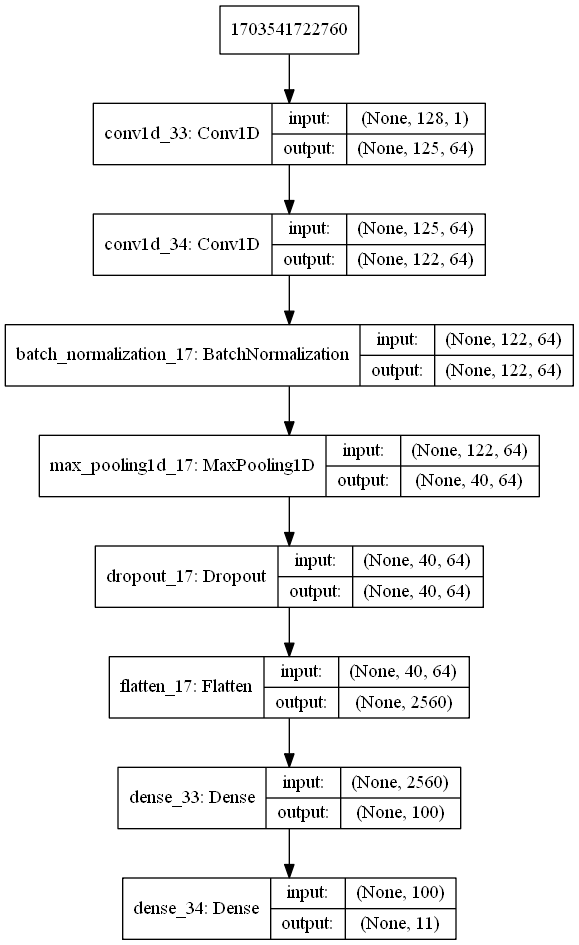 1703541722760
conv1d_33: Conv1D
input: (None, 128, 1)
output: (None, 125, 64)
conv1d_34: Conv1D
input: (None, 125, 64)
output: (None, 122, 64)
batch_normalization_17: BatchNormalization
input: (None, 122, 64)
output: (None, 122, 64)
max_pooling1d_17: MaxPooling1D
input: (None, 122, 64)
output: (None, 40, 64)
dropout_17: Dropout
input: (None, 40, 64)
output: (None, 40, 64)
flatten_17: Flatten
input: (None, 40, 64)
output: (None, 2560)
dense_33: Dense
input: (None, 2560)
output: (None, 100)
dense_34: Dense
input: (None, 100)
output: (None, 11)